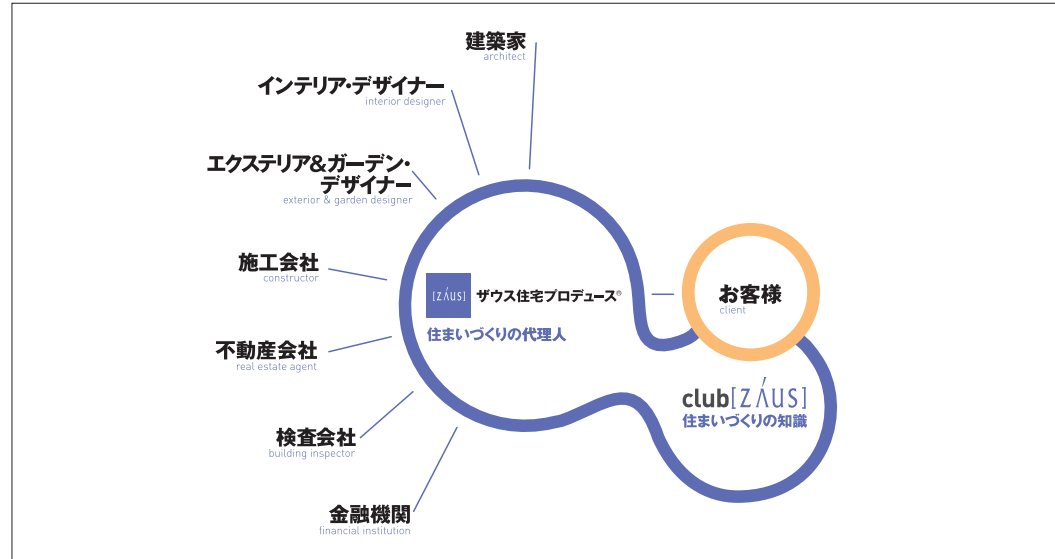 建築家
architect
インテリア・デザイナー
interior designer
エクステリア&ガーデン・
デザイナー
exterior & garden designer
施工会社
constructor
不動産会社
real estate agent
検査会社
building inspector
金融機関
financial institution
[ZÁUS] ザウス住宅プロデュース®
住まいづくりの代理人
お客様
client
club[ZÁUS]
住まいづくりの知識